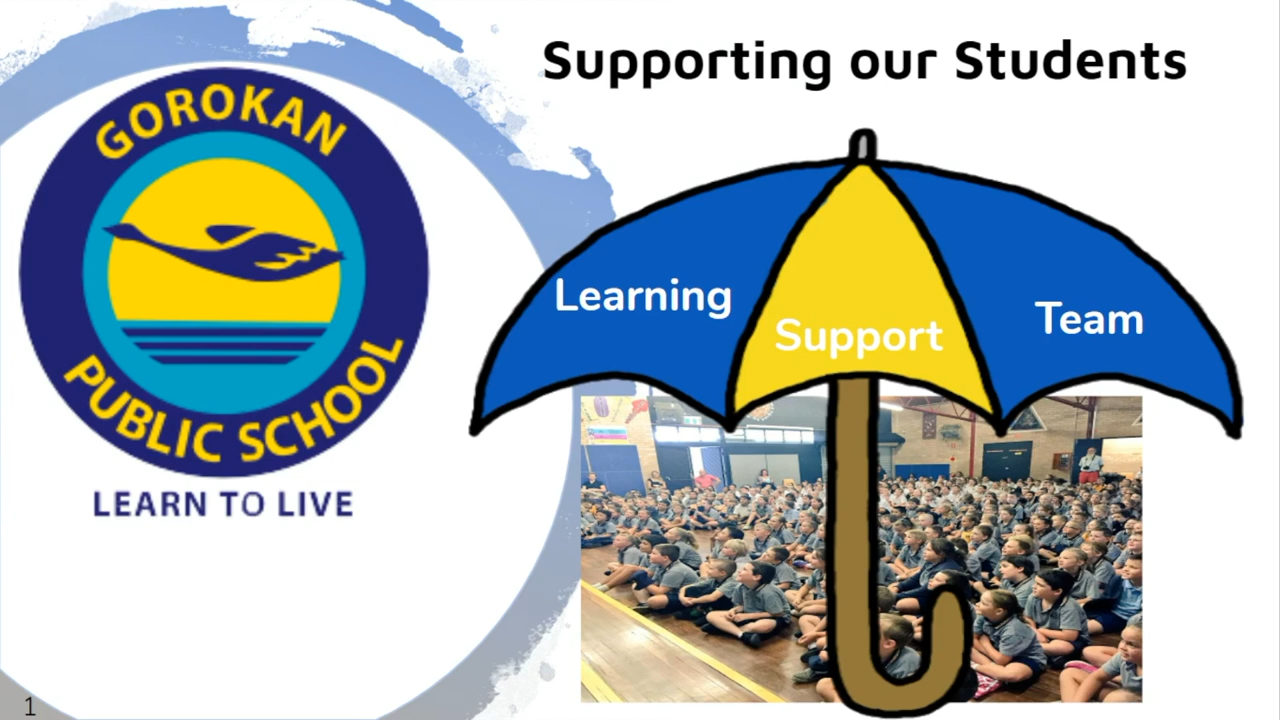 Supporting our Students
GOROKAN
PUBLIC SCHOOL
LEARN TO LIVE
Learning
Support
Team
1